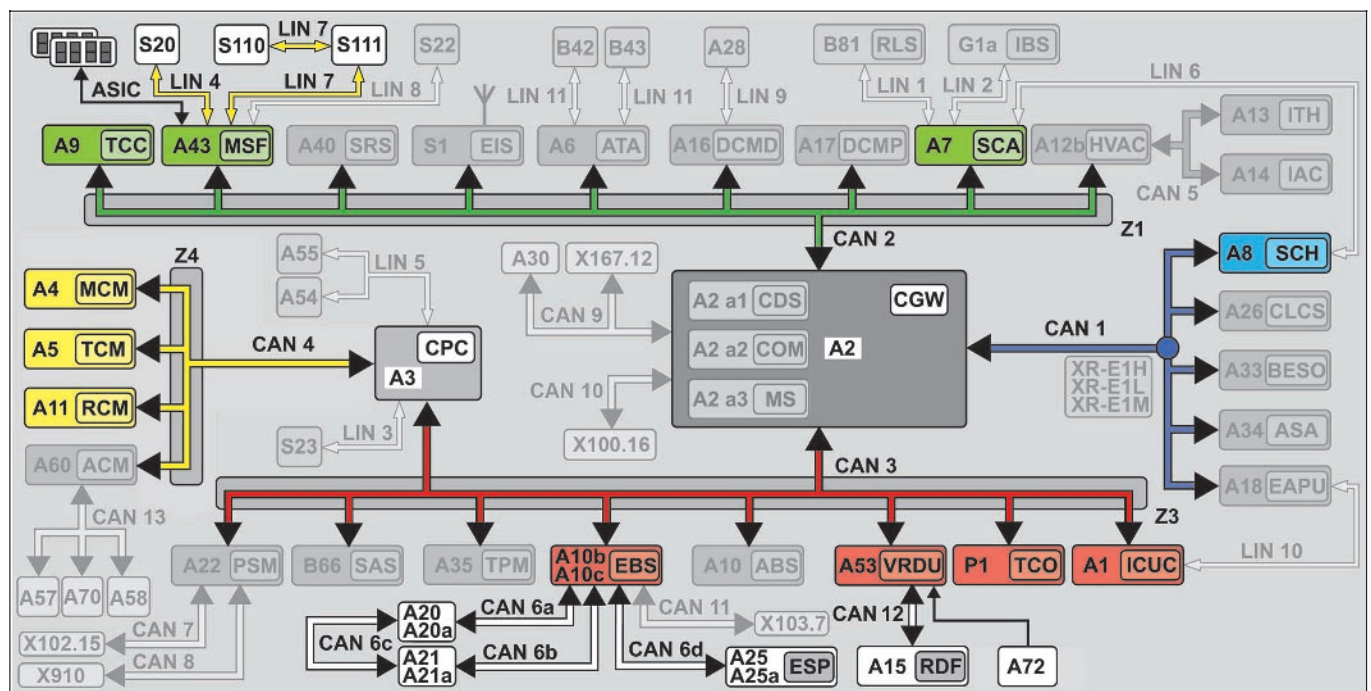 LIN 7
S20
S110
S111
S22
B42
B43
A28
B81 RLS
G1a IBS
LIN 6
ASIC
LIN 4
LIN 7
LIN 8
LIN 11
LIN 11
LIN 9
LIN 1
LIN 2
A13 ITH
A9 TCC
A43 MSF
A40 SRS
S1 EIS
A6 ATA
A16 DCMD
A17 DCMP
A7 SCA
A12b HVAC
A14 IAC
CAN 5
Z1
CAN 2
Z4
A55
LIN 5
A54
A30
X167.12
A8 SCH
A4 MCM
A2 a1 CDS
CGW
CAN 9
CAN 1
A26 CLCS
A5 TCM
CAN 4
CPC
A3
A2 a2 COM
A2
XR-E1H
XR-E1L
XR-E1M
A33 BESO
A11 RCM
CAN 10
A2 a3 MS
S23
LIN 3
X100.16
A34 ASA
A60 ACM
CAN 3
A18 EAPU
CAN 13
Z3
LIN 10
A22 PSM
B66 SAS
A35 TPM
A10b
A10c
EBS
A10 ABS
A53 VRDU
P1 TCO
A1 ICUC
A57
A70
A58
CAN 7
X102.15
CAN 8
X910
A20
A20a
CAN 6a
CAN 6c
CAN 6b
A21
A21a
CAN 11
X103.7
CAN 6d
A25
A25a
ESP
CAN 12
A15 RDF
A72